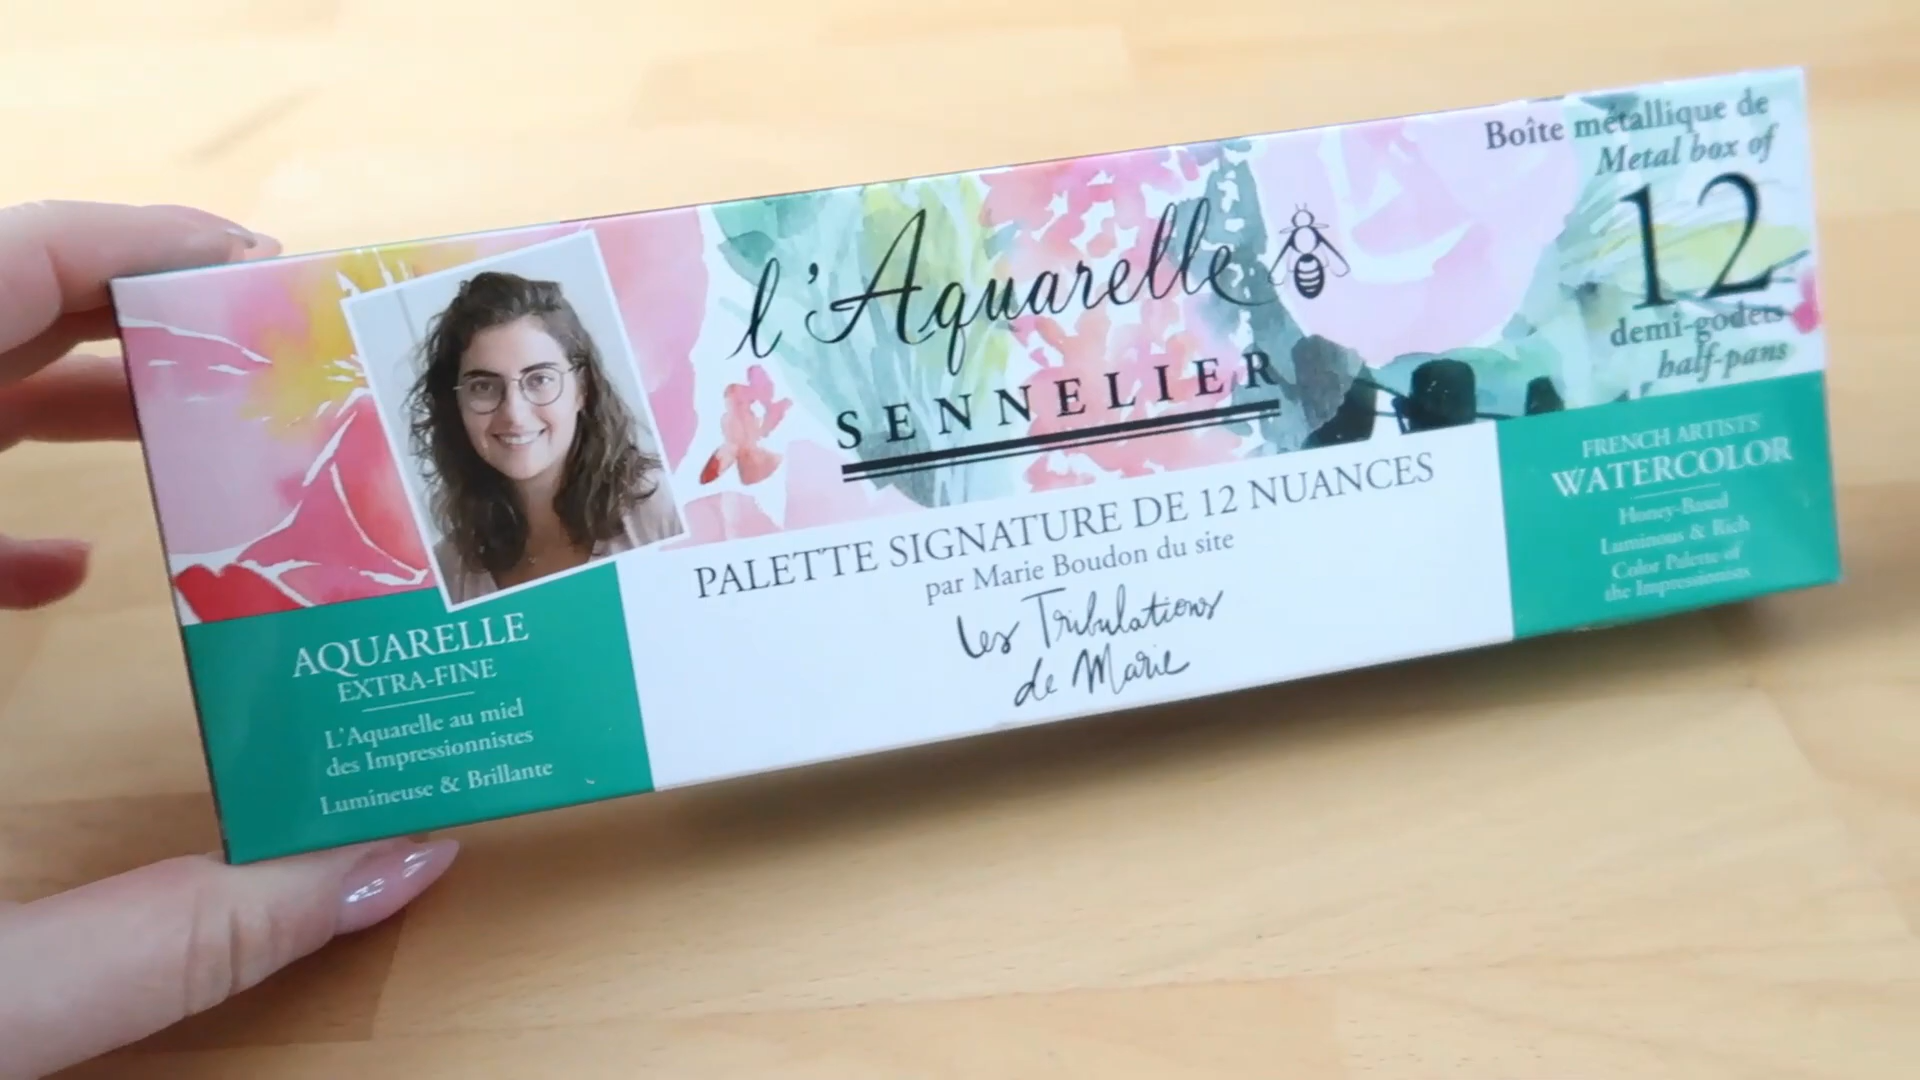 l'Aquarelle
SENNELIER
Boîte métallique de
Metal box of
12
demi-godets
half-pans
PALETTE SIGNATURE DE 12 NUANCES
par Marie Boudon du site
Les Tribulations
de Marie
AQUARELLE
EXTRA-FINE
L'Aquarelle au miel
des Impressionnistes
Lumineuse & Brillante
FRENCH ARTISTS
WATERCOLOR
Honey-Based
Luminous & Rich
Color Palette of
the Impressionists